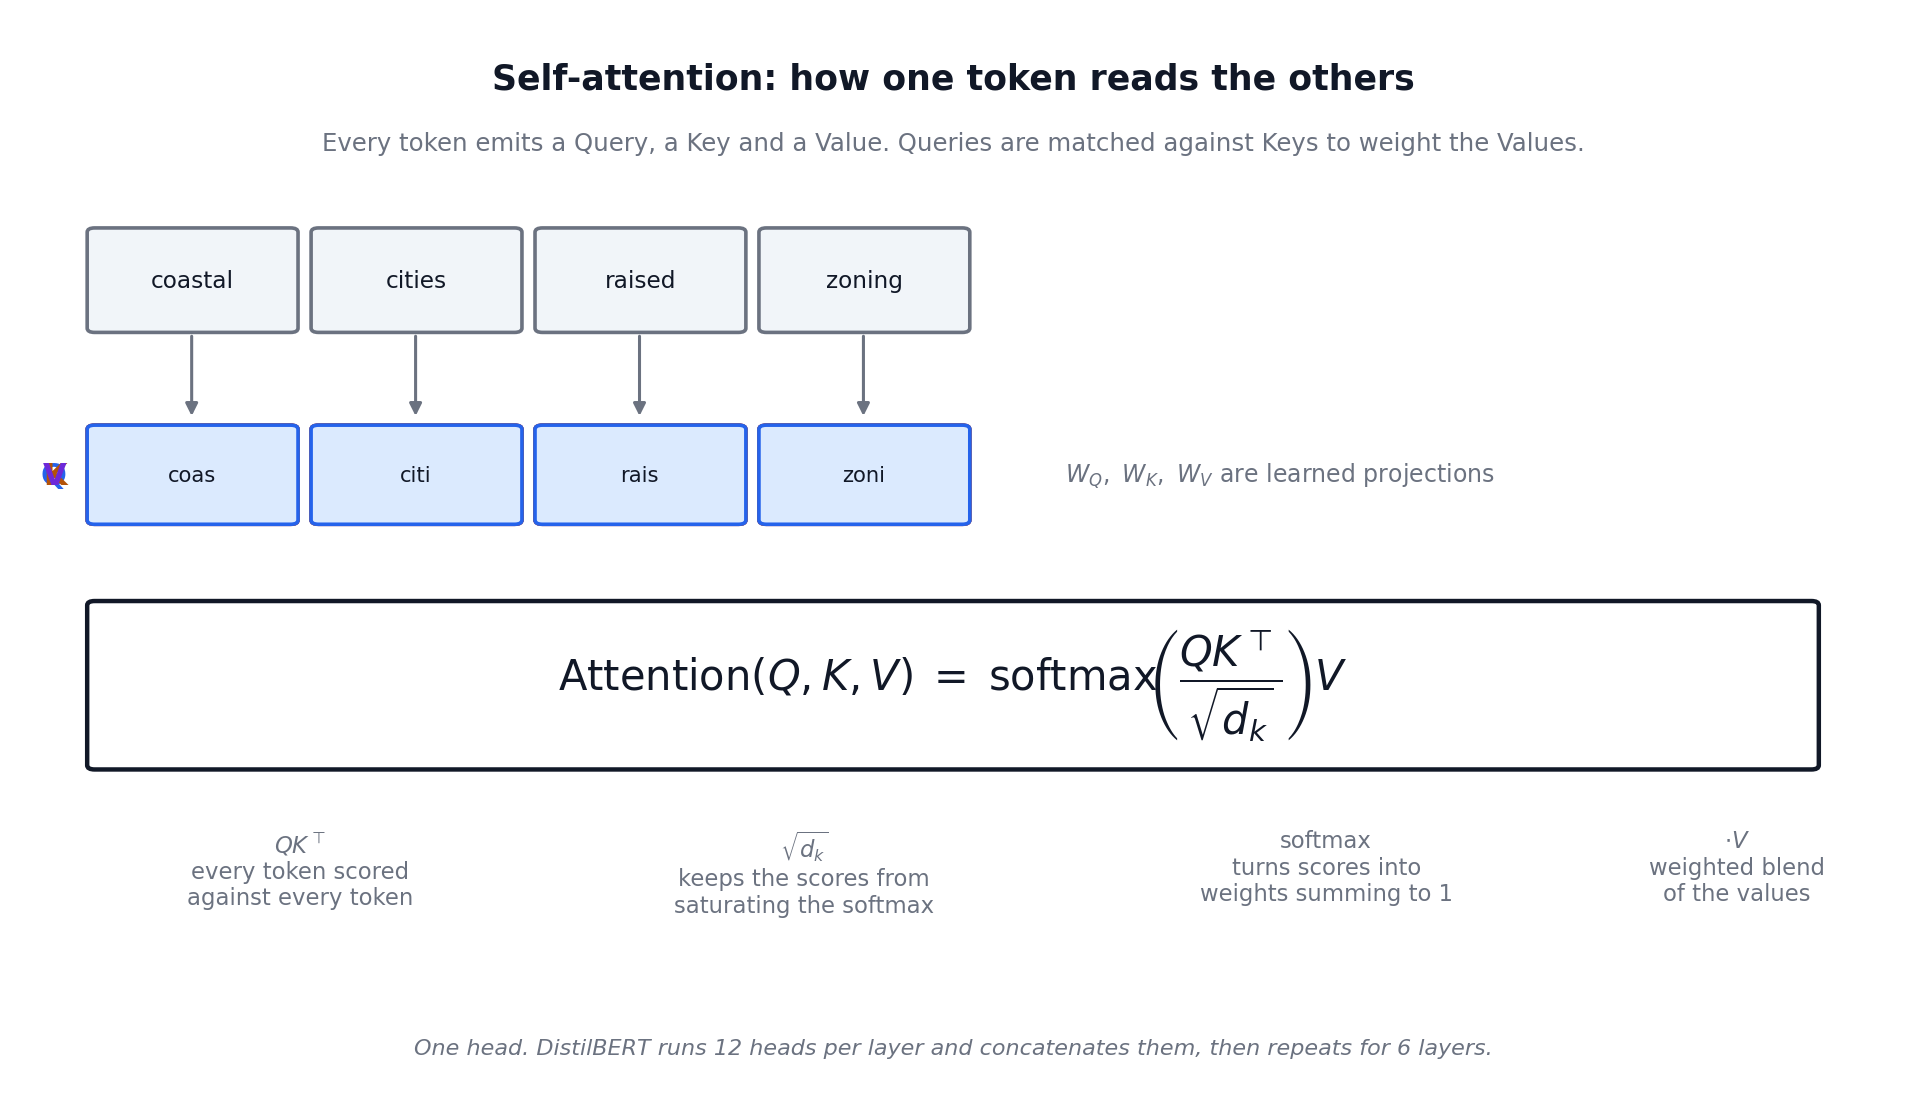 Self-attention: how one token reads the others
Every token emits a Query, a Key and a Value. Queries are matched against Keys to weight the Values.
coastal cities raised zoning
Q K V
coas citi rais zoni
W_Q, W_K, W_V are learned projections
Attention(Q, K, V) = softmax(QK^⊤ / √d_k) V
QK^⊤
every token scored
against every token
√d_k
keeps the scores from
saturating the softmax
softmax
turns scores into
weights summing to 1
·V
weighted blend
of the values
One head. DistilBERT runs 12 heads per layer and concatenates them, then repeats for 6 layers.